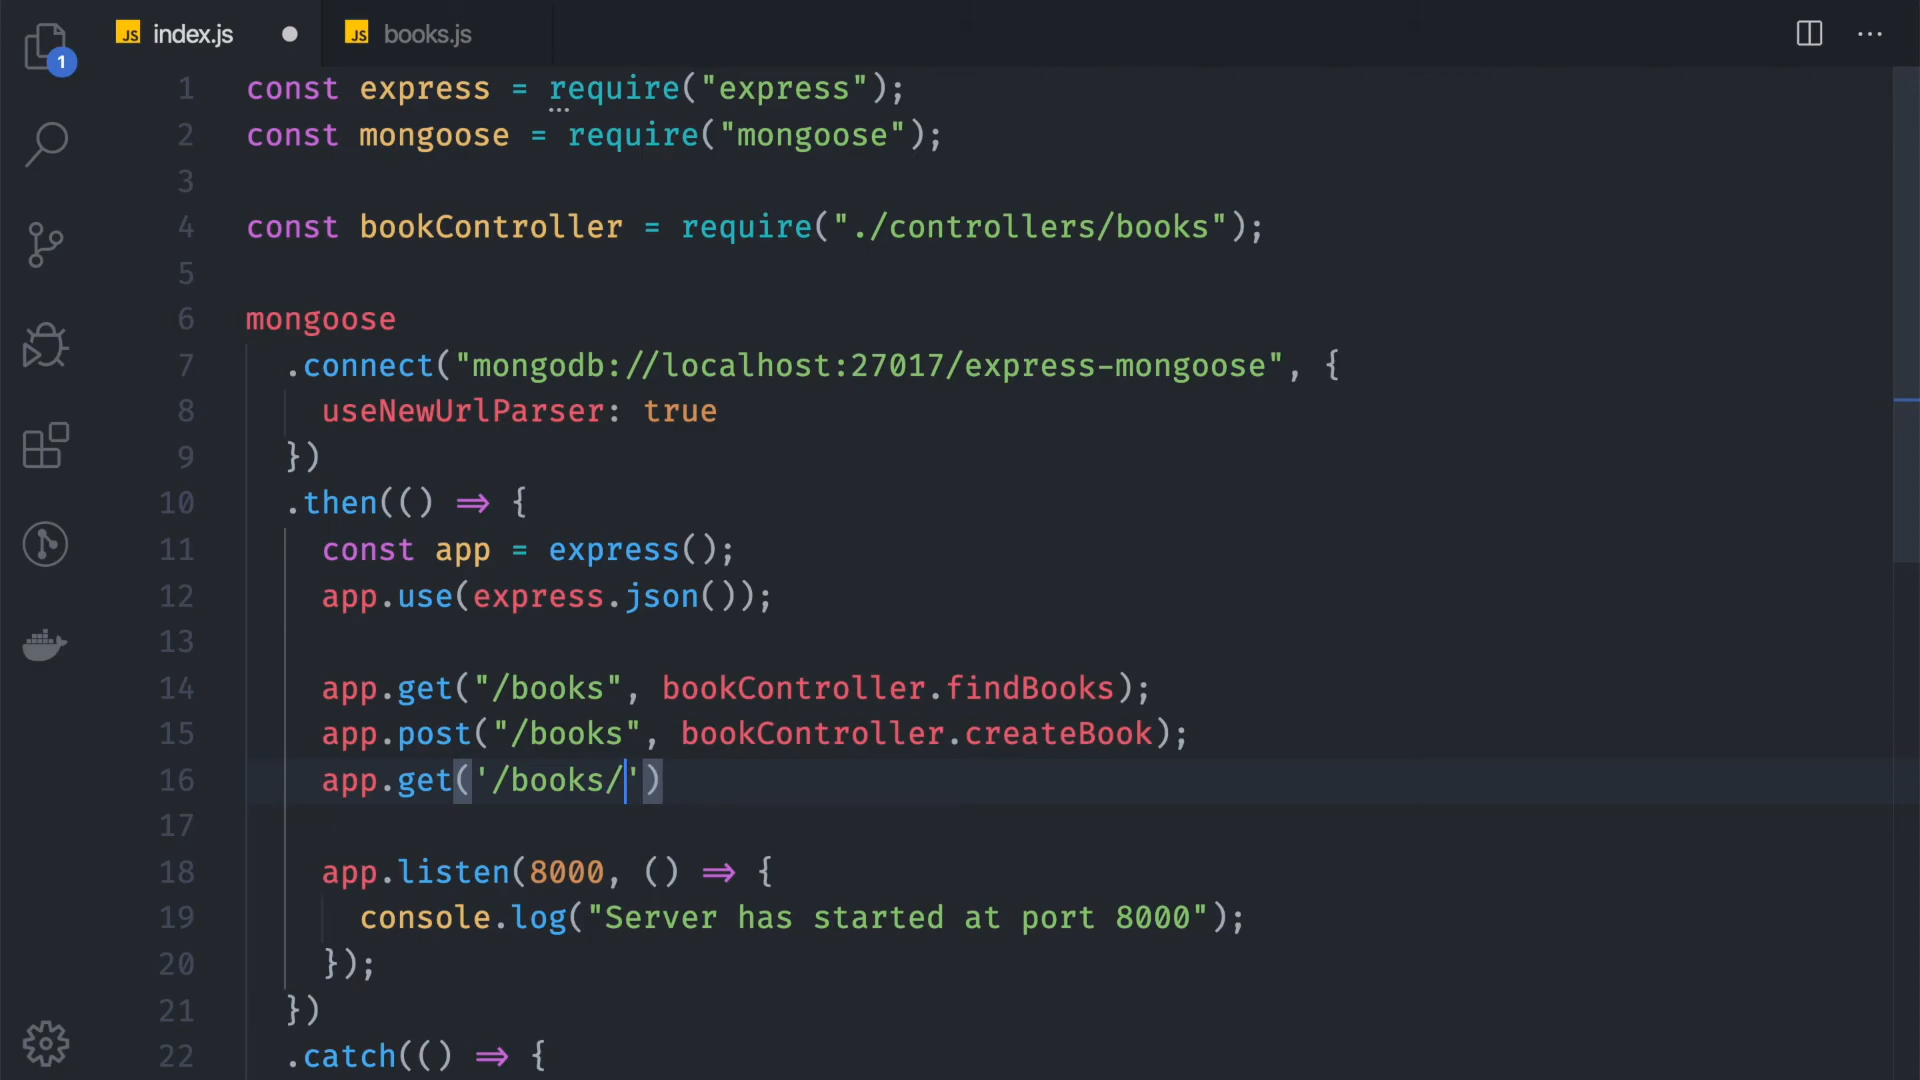 JS index.js
JS books.js
1
1 const express = require("express");
2 const mongoose = require("mongoose");
3
4 const bookController = require("./controllers/books");
5
6 mongoose
7 .connect("mongodb://localhost:27017/express-mongoose", {
8 useNewUrlParser: true
9 })
10 .then(() => {
11 const app = express();
12 app.use(express.json());
13
14 app.get("/books", bookController.findBooks);
15 app.post("/books", bookController.createBook);
16 app.get('/books/')
17
18 app.listen(8000, () => {
19 console.log("Server has started at port 8000");
20 });
21 })
22 .catch(() => {